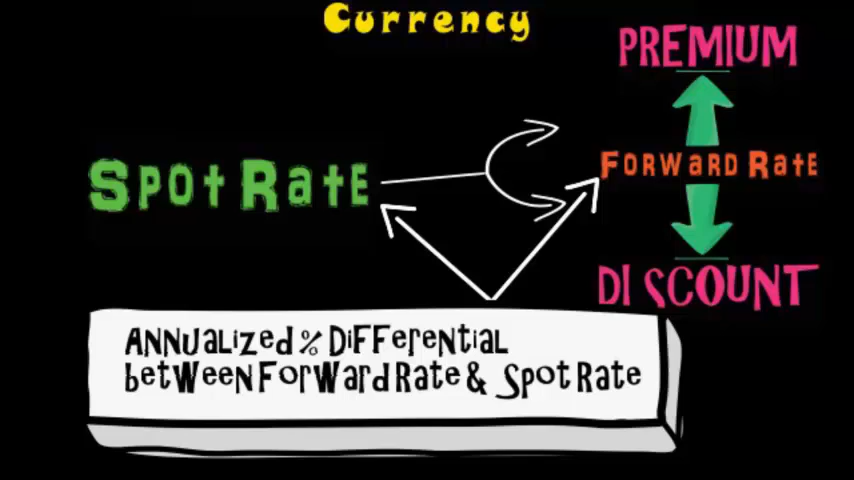 Currency
PREMIUM
Spot Rate
Forward Rate
DISCOUNT
Annualized % Differential
between Forward Rate & Spot Rate